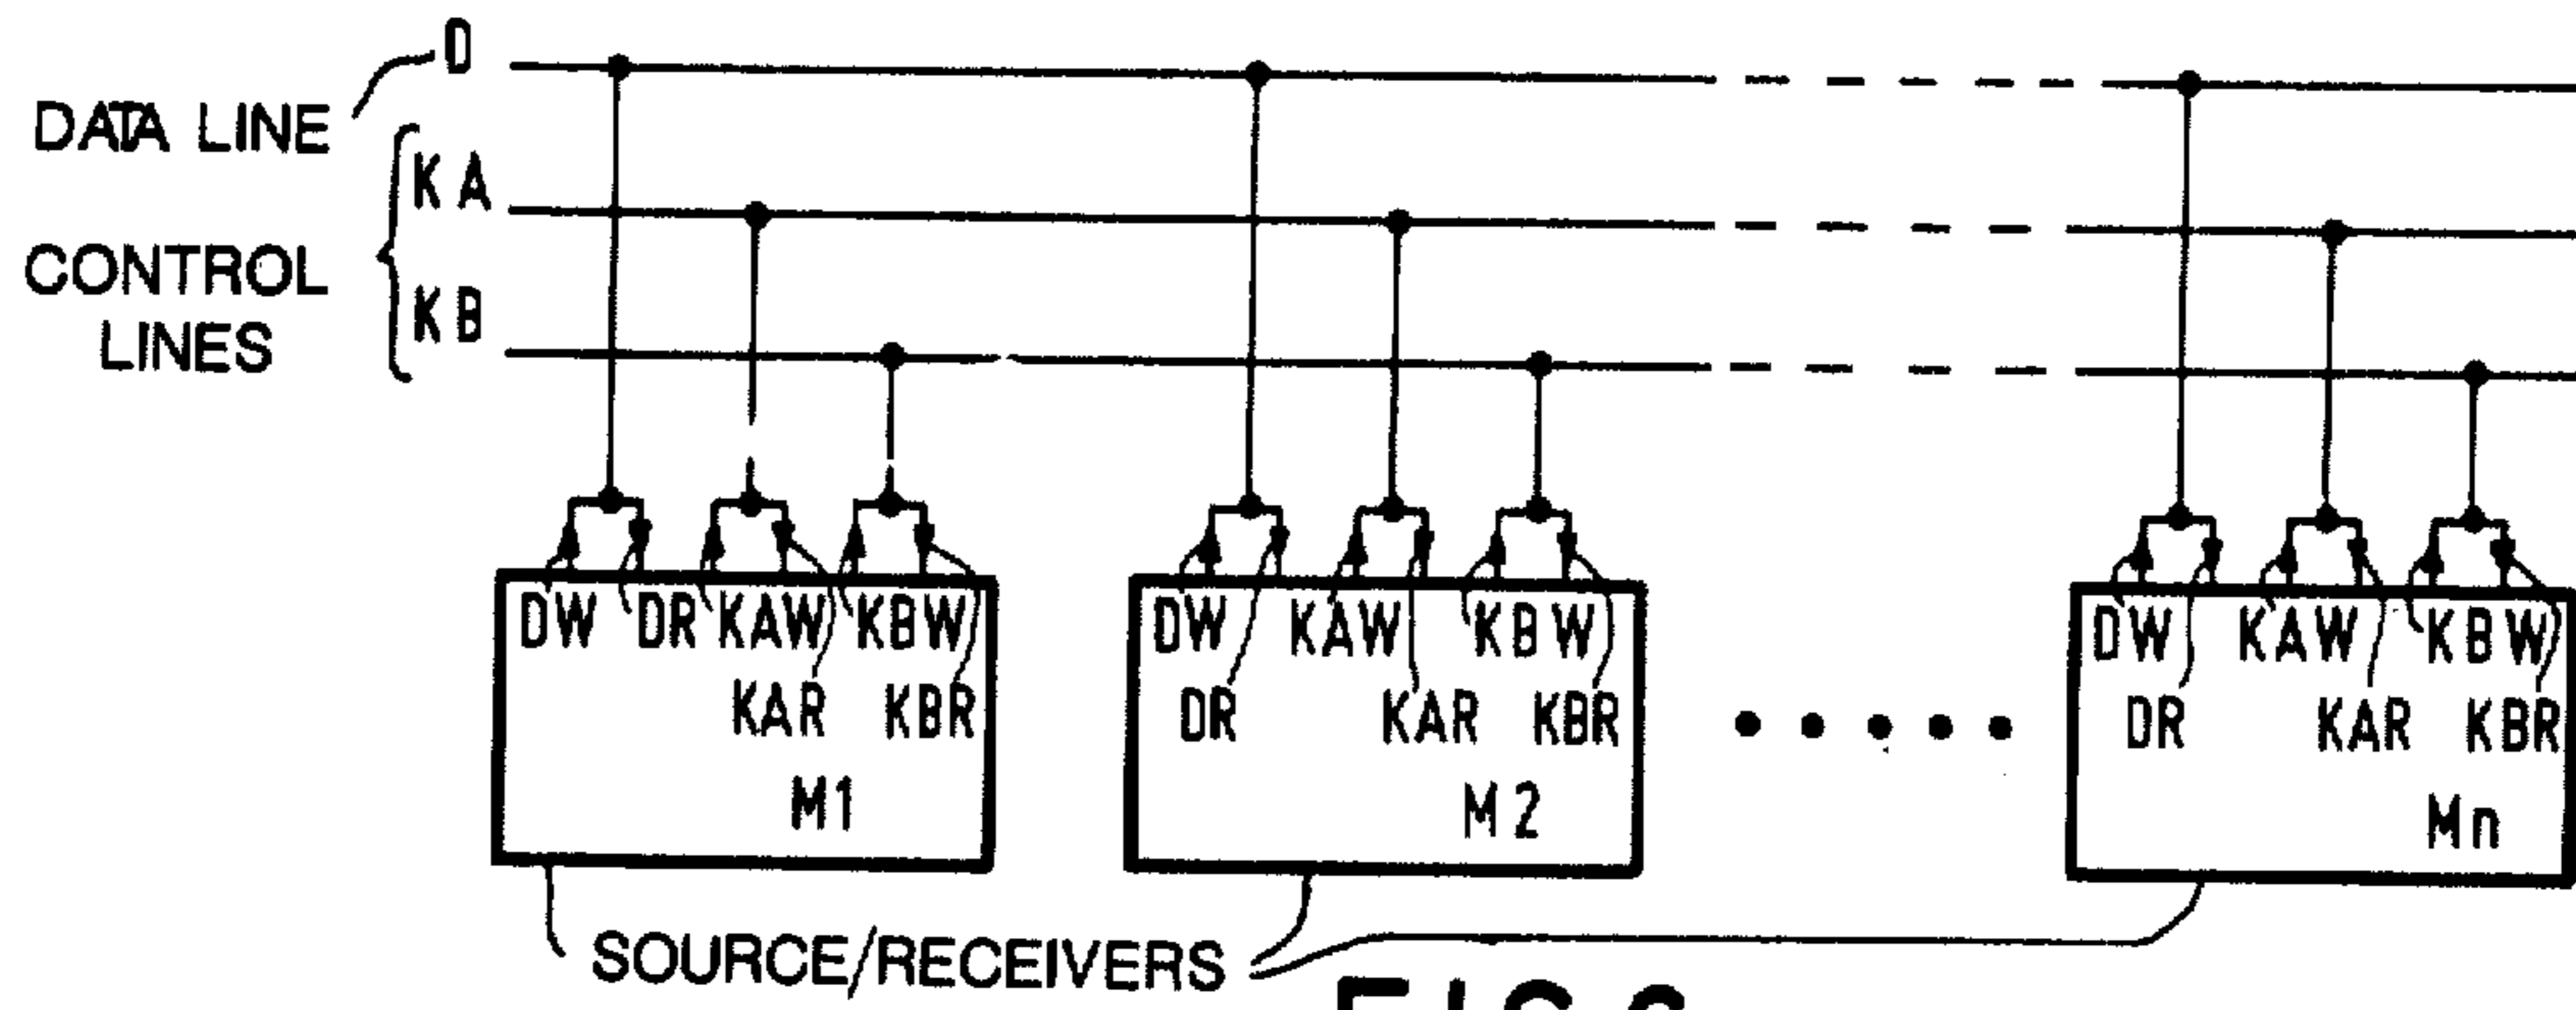 D
DATA LINE
KA
CONTROL
LINES
KB
DW DR KAW KBW
KAR KBR
M1
DW KAW KBW
DR KAR KBR
M2
DW KAW KBW
DR KAR KBR
Mn
SOURCE/RECEIVERS